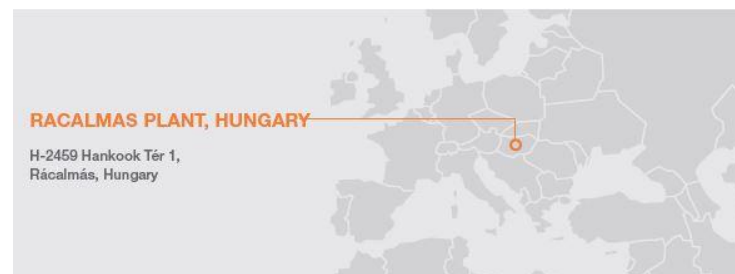 RACALMAS PLANT, HUNGARY
H-2459 Hankook Tér 1,
Rácalmás, Hungary